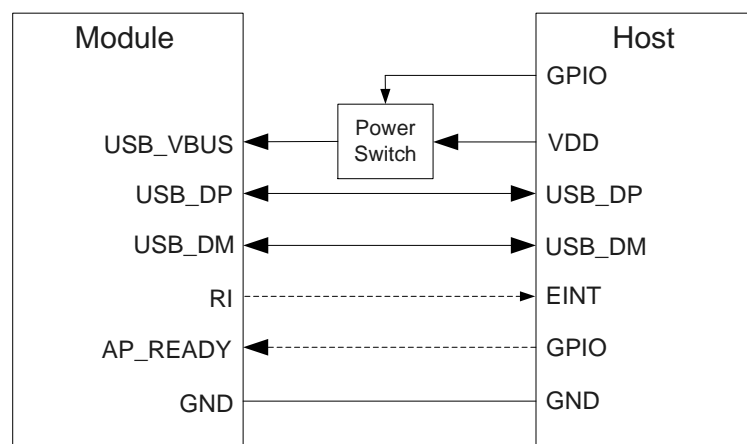 Module
Host
GPIO
Power
Switch
USB_VBUS
VDD
USB_DP
USB_DP
USB_DM
USB_DM
RI
EINT
AP_READY
GPIO
GND
GND